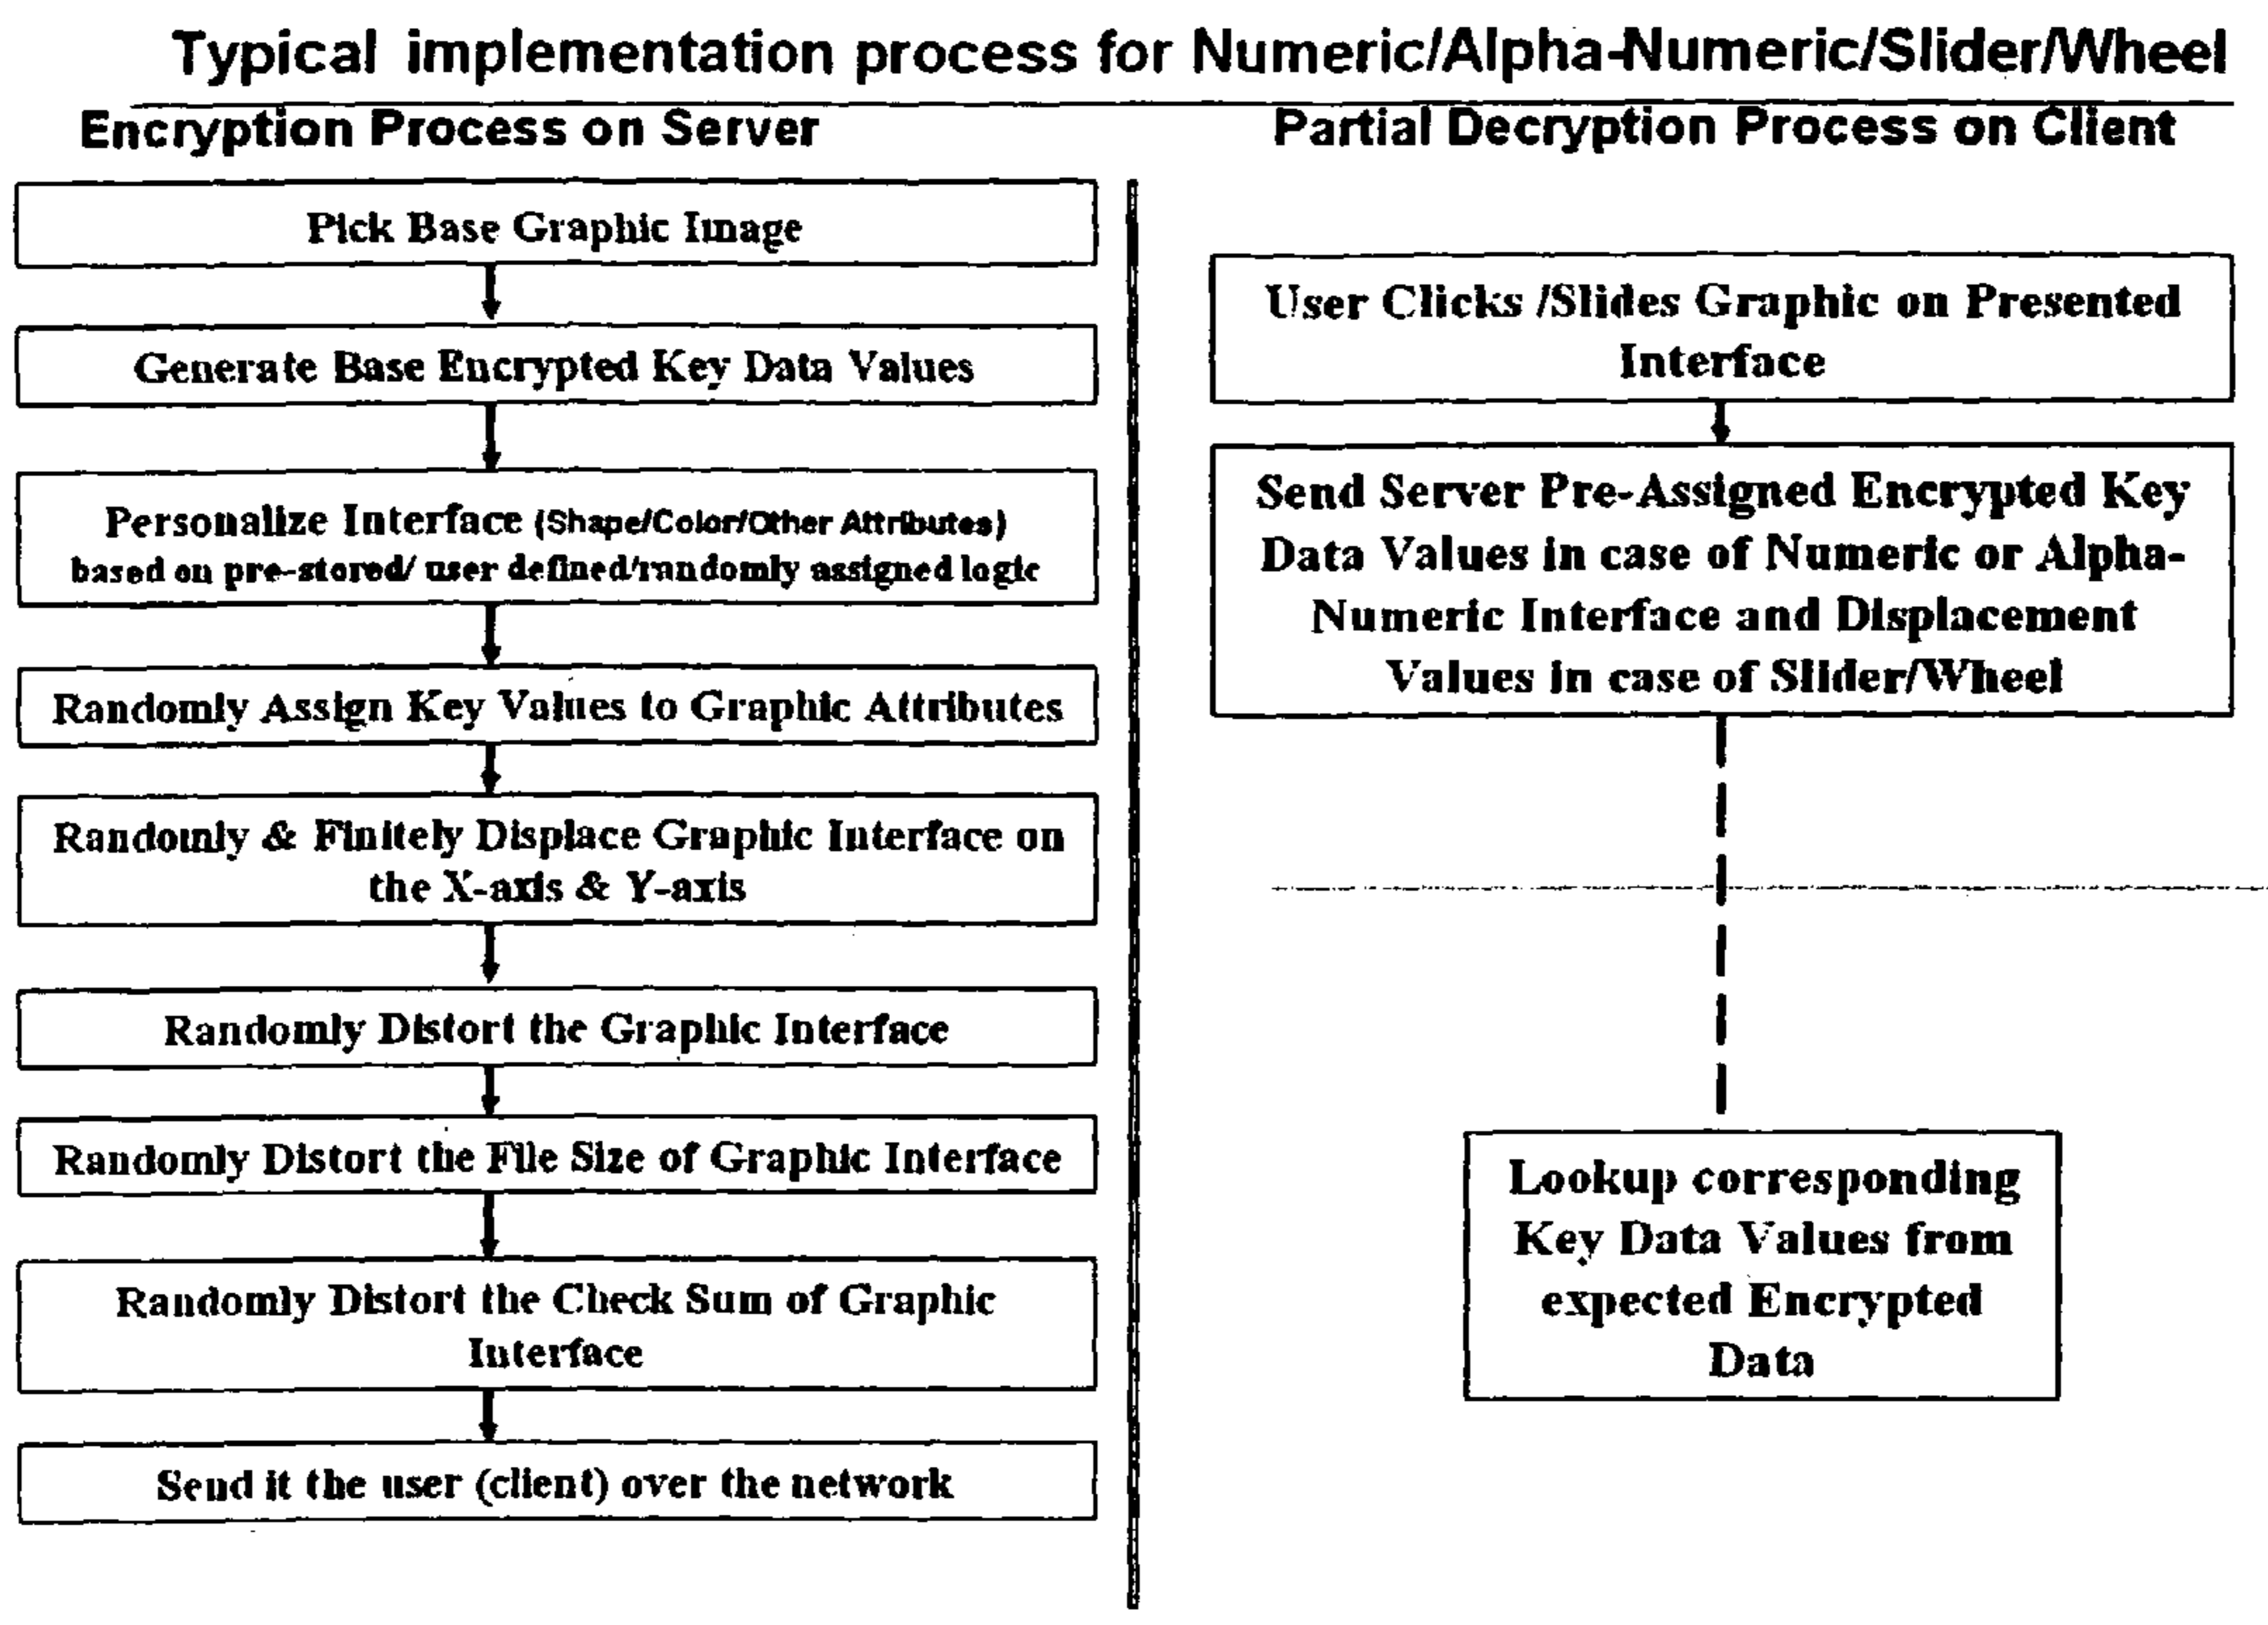 Typical implementation process for Numeric/Alpha-Numeric/Slider/Wheel
Encryption Process on Server
Pick Base Graphic Image
Generate Base Encrypted Key Data Values
Personalize Interface (Shape/Color/Other Attributes)
based on pre-stored/ user defined/randomly assigned logic
Randomly Assign Key Values to Graphic Attributes
Randomly & Finitely Displace Graphic Interface on
the X-axis & Y-axis
Randomly Distort the Graphic Interface
Randomly Distort the File Size of Graphic Interface
Randomly Distort the Check Sum of Graphic
Interface
Send it the user (client) over the network
Partial Decryption Process on Client
User Clicks /Slides Graphic on Presented
Interface
Send Server Pre-Assigned Encrypted Key
Data Values in case of Numeric or Alpha-
Numeric Interface and Displacement
Values in case of Slider/Wheel
Lookup corresponding
Key Data Values from
expected Encrypted
Data